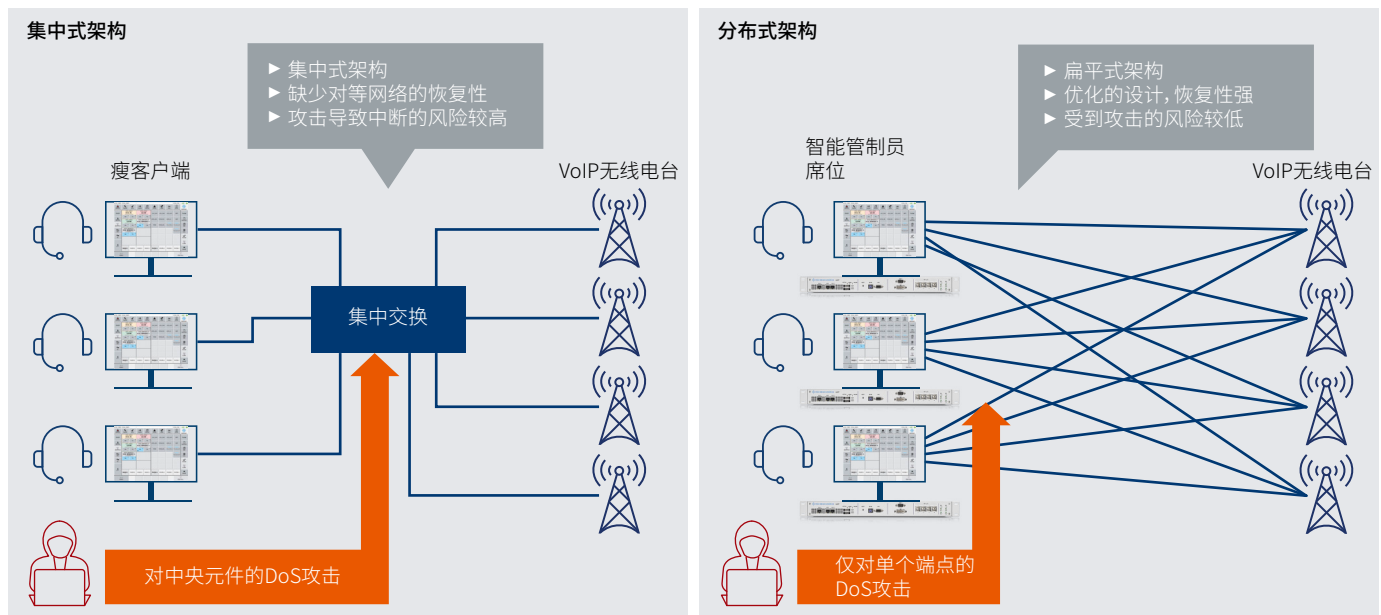 集中式架构
▶ 集中式架构
▶ 缺少对等网络的恢复性
▶ 攻击导致中断的风险较高
瘦客户端
VoIP无线电台
集中交换
对中央元件的DoS攻击
分布式架构
▶ 扁平式架构
▶ 优化的设计,恢复性强
▶ 受到攻击的风险较低
智能管制员
席位
VoIP无线电台
仅对单个端点的
DoS攻击